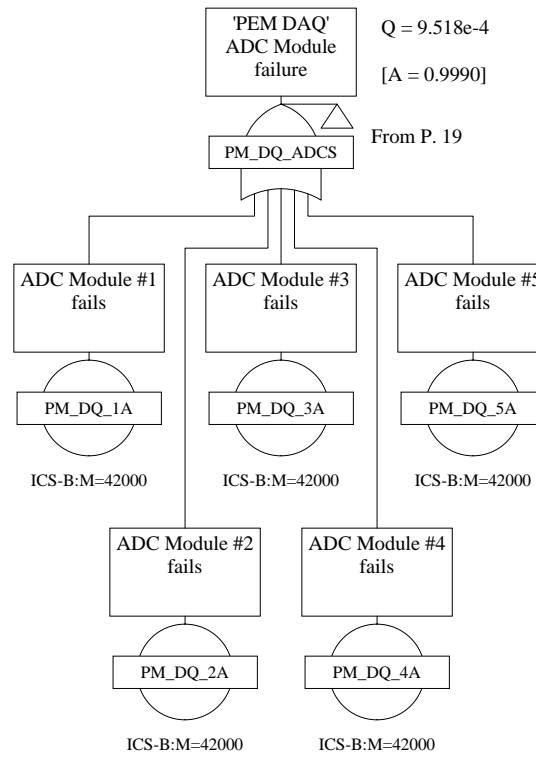 'PEM DAQ'
ADC Module
failure
Q = 9.518e-4
[A = 0.9990]
From P. 19
PM_DQ_ADCS
ADC Module #1
fails
ADC Module #3
fails
ADC Module #5
fails
PM_DQ_1A
PM_DQ_3A
PM_DQ_5A
ICS-B:M=42000
ICS-B:M=42000
ICS-B:M=42000
ADC Module #2
fails
ADC Module #4
fails
PM_DQ_2A
PM_DQ_4A
ICS-B:M=42000
ICS-B:M=42000